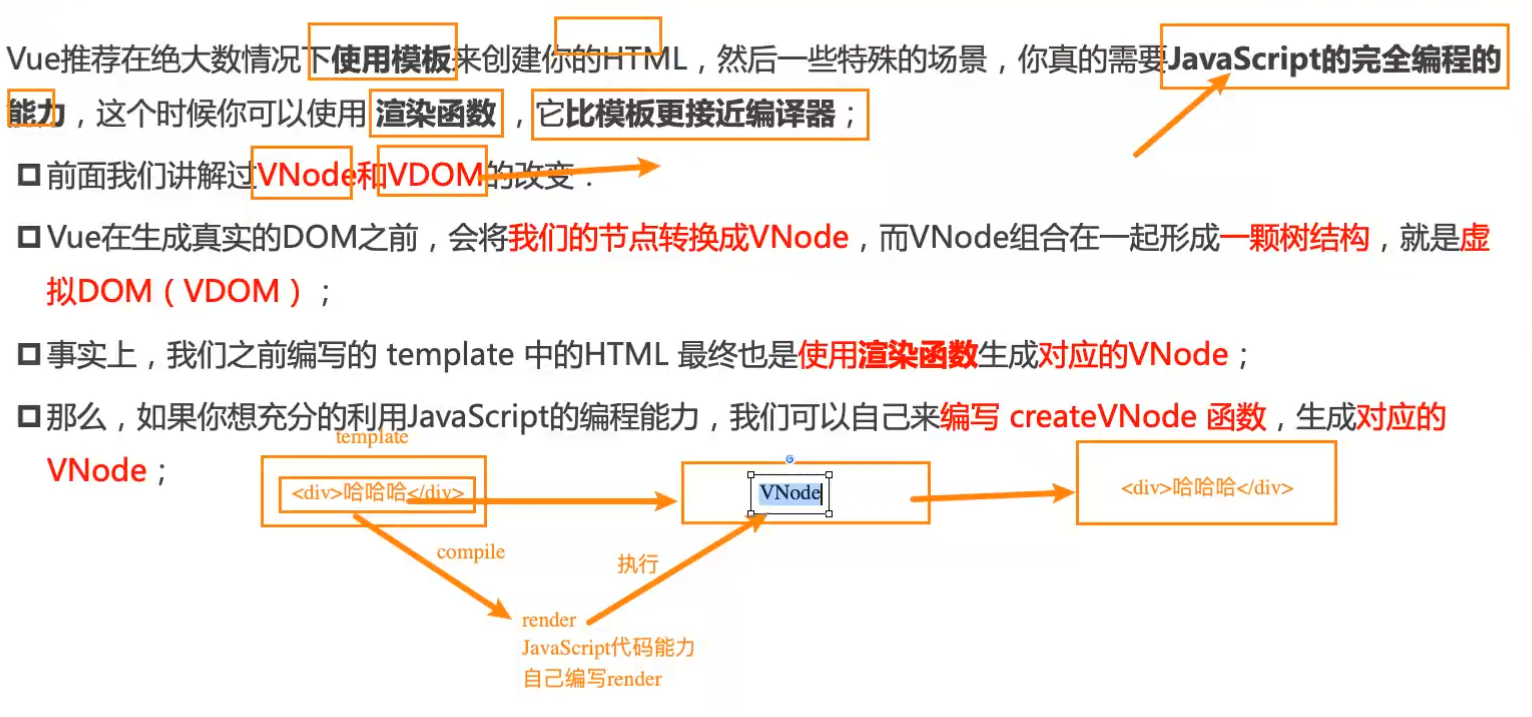 Vue推荐在绝大数情况下使用模板来创建你的HTML，然后一些特殊的场景，你真的需要JavaScript的完全编程的
能力，这个时候你可以使用 渲染函数 ，它比模板更接近编译器；
前面我们讲解过VNode和VDOM的改变：
Vue在生成真实的DOM之前，会将我们的节点转换成VNode，而VNode组合在一起形成一颗树结构，就是虚
拟DOM（VDOM）；
事实上，我们之前编写的 template 中的HTML 最终也是使用渲染函数生成对应的VNode；
那么，如果你想充分的利用JavaScript的编程能力，我们可以自己来编写 createVNode 函数，生成对应的
VNode；
template
<div>哈哈哈</div>
VNode
<div>哈哈哈</div>
compile
执行
render
JavaScript代码能力
自己编写render